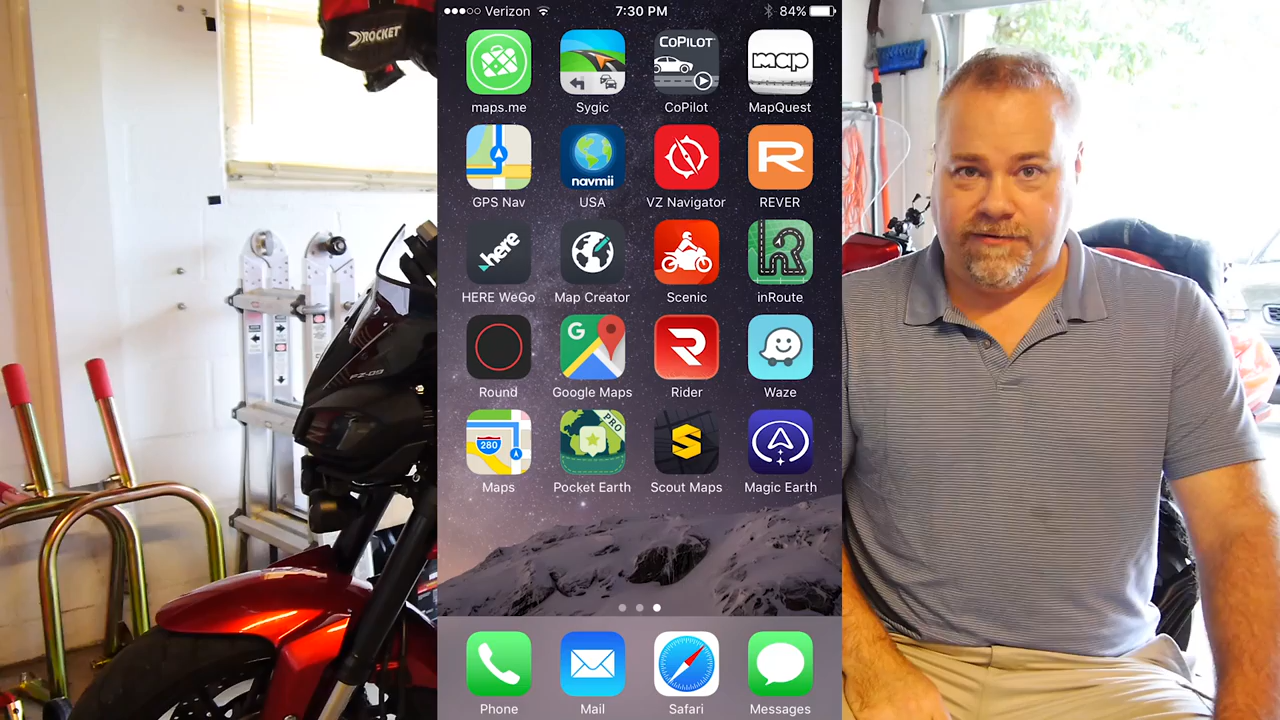 ROCKET
Verizon 7:30 PM 84%
CoPilot
map
maps.me Sygic CoPilot MapQuest
navmii
R
GPS Nav USA VZ Navigator REVER
here
R
HERE WeGo Map Creator Scenic inRoute
FZ-09
G
R
Round Google Maps Rider Waze
280
PRO
S
Maps Pocket Earth Scout Maps Magic Earth
Phone Mail Safari Messages